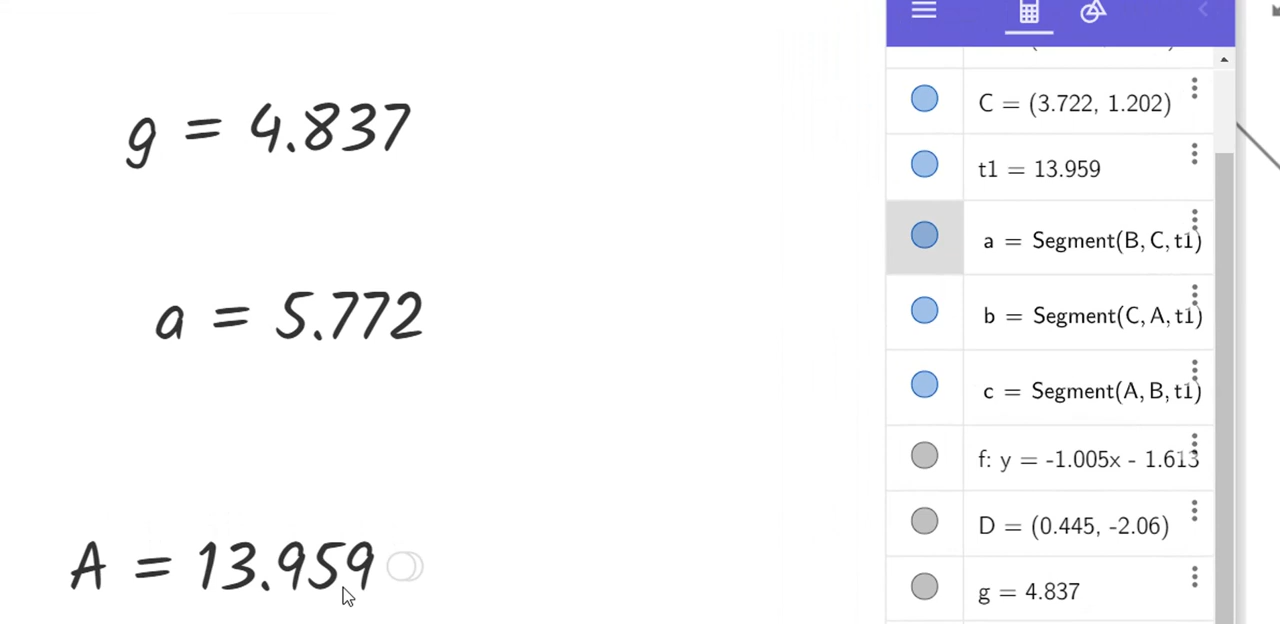 g = 4.837
a = 5.772
A = 13.959
C = (3.722, 1.202)
t1 = 13.959
a = Segment(B, C, t1)
b = Segment(C, A, t1)
c = Segment(A, B, t1)
f: y = -1.005x - 1.613
D = (0.445, -2.06)
g = 4.837